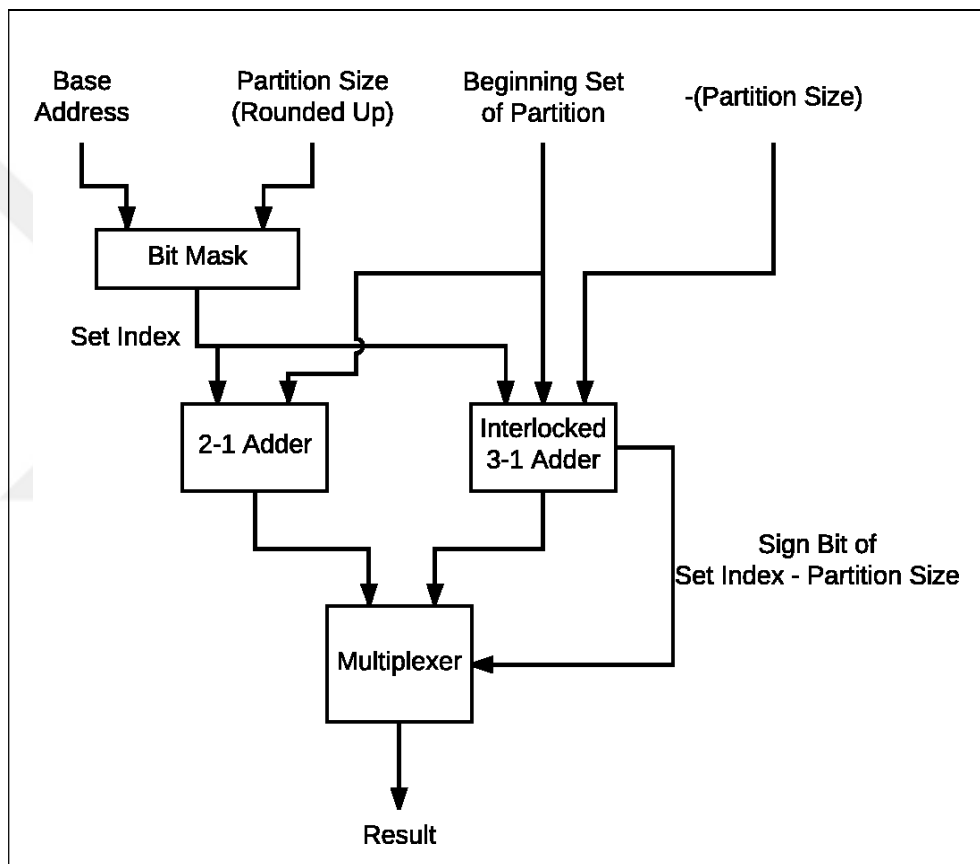 Base
Address
Partition Size
(Rounded Up)
Beginning Set
of Partition
-(Partition Size)
Bit Mask
Set Index
2-1 Adder
Interlocked
3-1 Adder
Sign Bit of
Set Index - Partition Size
Multiplexer
Result